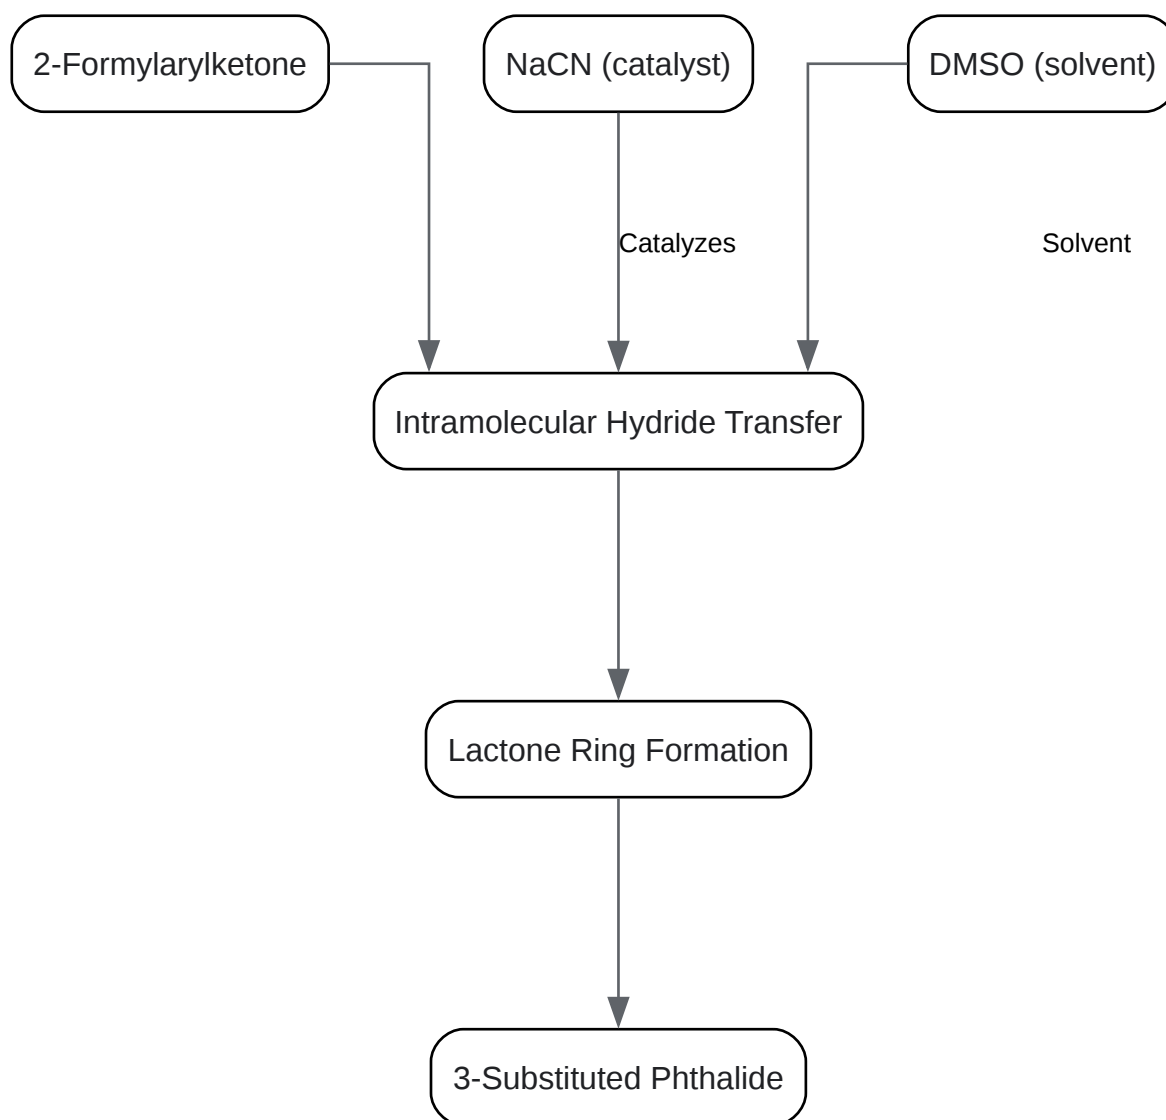 2-Formylarylketone
NaCN (catalyst)
DMSO (solvent)
Catalyzes
Solvent
Intramolecular Hydride Transfer
Lactone Ring Formation
3-Substituted Phthalide